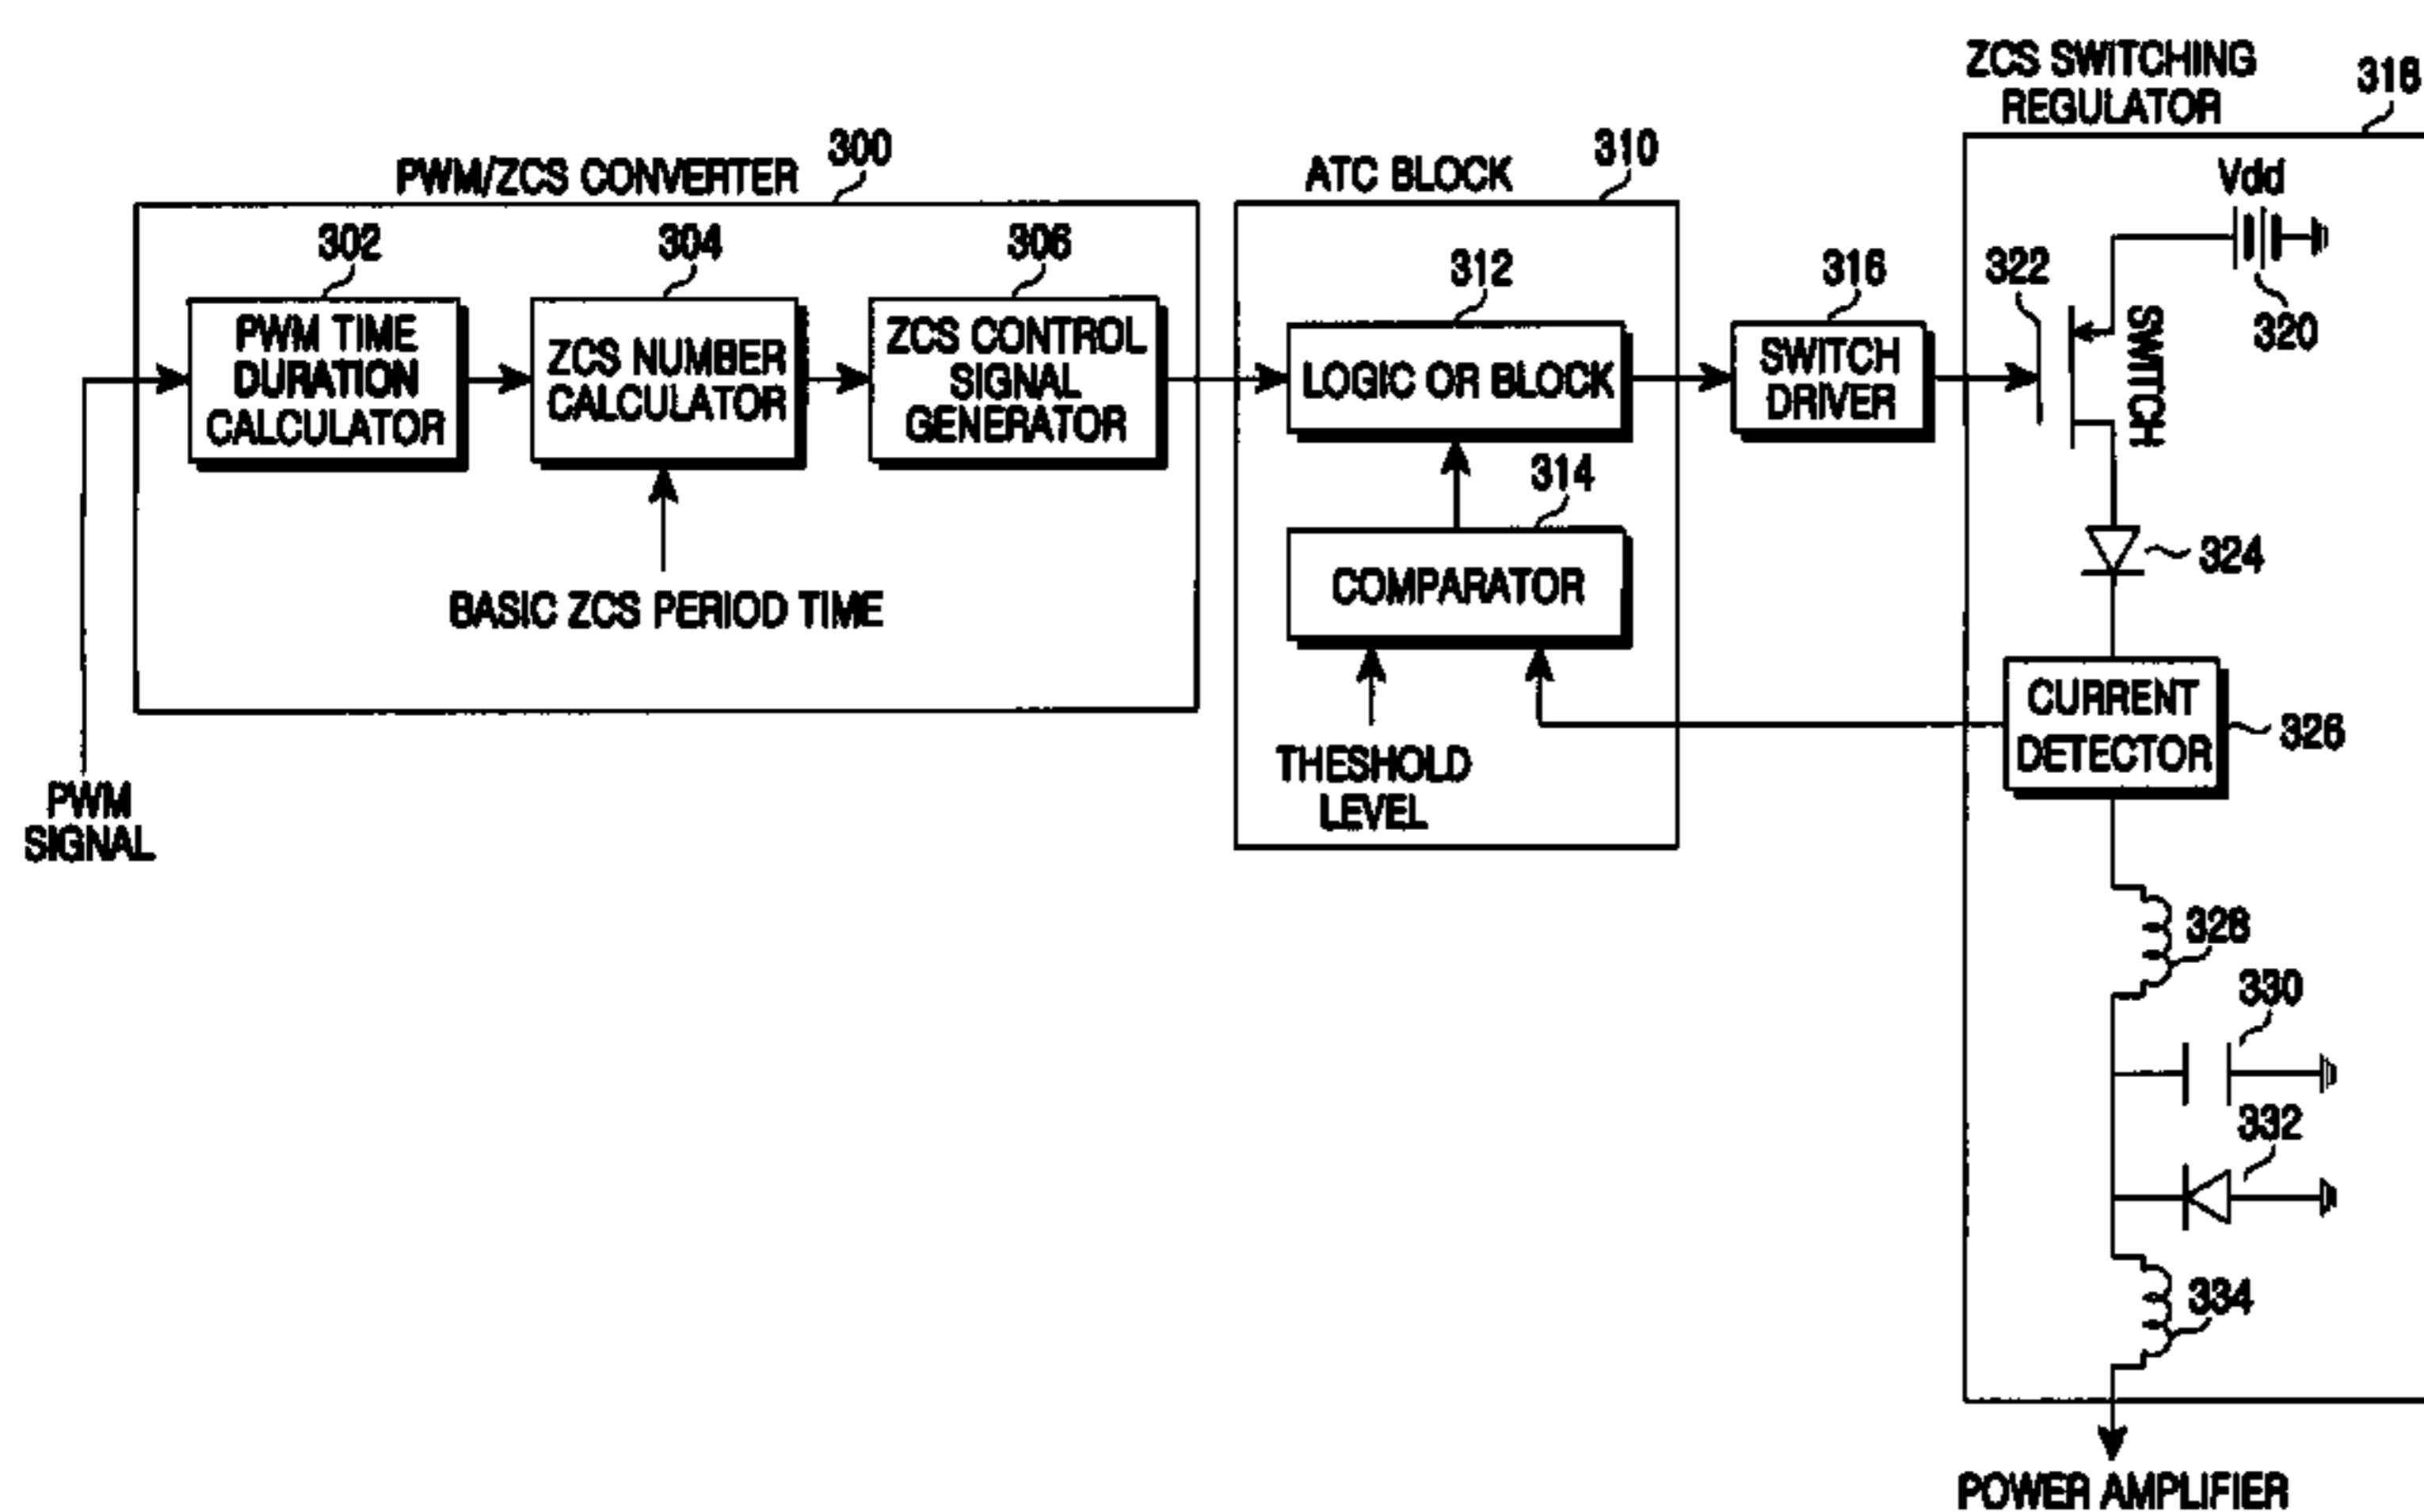 ZCS SWITCHING
REGULATOR
318
PWM/ZCS CONVERTER
300
ATC BLOCK
310
Vdd
302
304
306
312
316
322
320
PWM TIME
DURATION
CALCULATOR
ZCS NUMBER
CALCULATOR
ZCS CONTROL
SIGNAL
GENERATOR
LOGIC OR BLOCK
SWITCH
DRIVER
SWITCH
314
324
BASIC ZCS PERIOD TIME
COMPARATOR
CURRENT
DETECTOR
326
THESHOLD
LEVEL
PWM
SIGNAL
328
330
332
334
POWER AMPLIFIER